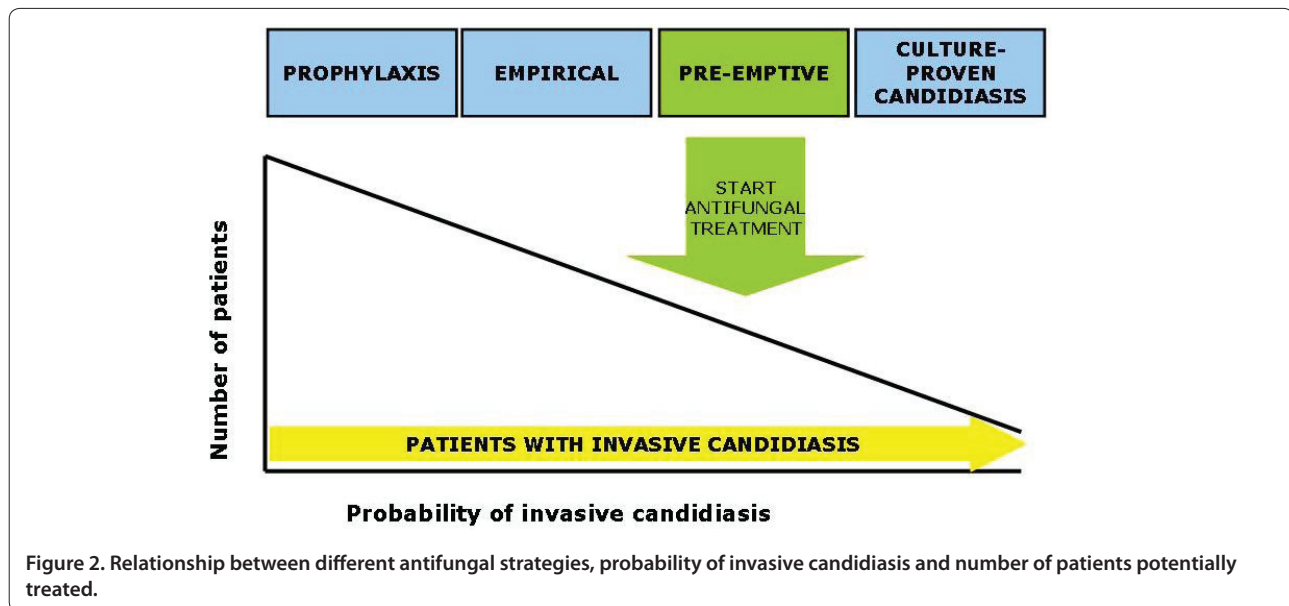 PROPHYLAXIS
EMPIRICAL
PRE-EMPTIVE
CULTURE-
PROVEN
CANDIDIASIS
START
ANTIFUNGAL
TREATMENT
Number of patients
PATIENTS WITH INVASIVE CANDIDIASIS
Probability of invasive candidiasis
Figure 2. Relationship between different antifungal strategies, probability of invasive candidiasis and number of patients potentially
treated.